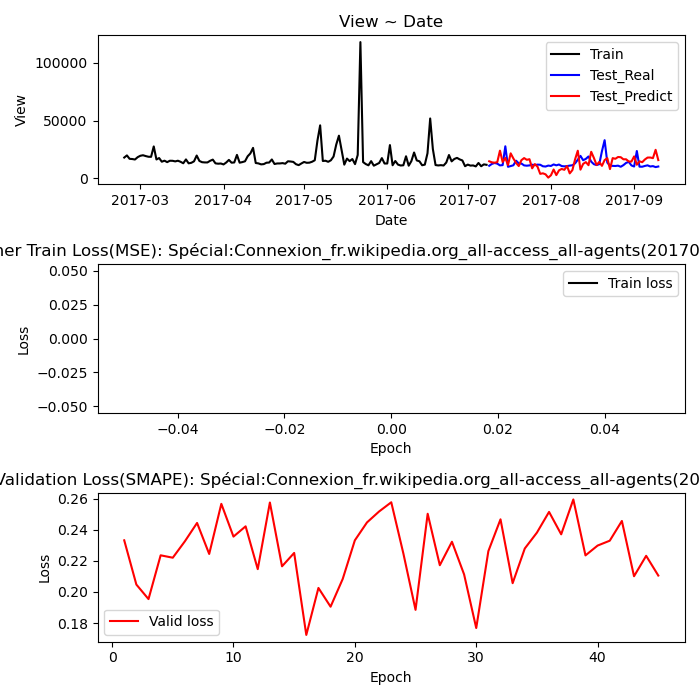 View ~ Date
100000
50000
0
View
Train
Test_Real
Test_Predict
2017-03 2017-04 2017-05 2017-06 2017-07 2017-08 2017-09
Date
Train Loss(MSE): Spécial:Connexion_fr.wikipedia.org_all-access_all-agents(20170
0.050
0.025
0.000
−0.025
−0.050
Loss
Train loss
−0.04 −0.02 0.00 0.02 0.04
Epoch
Validation Loss(SMAPE): Spécial:Connexion_fr.wikipedia.org_all-access_all-agents(20
0.26
0.24
0.22
0.20
0.18
Loss
Valid loss
0 10 20 30 40
Epoch